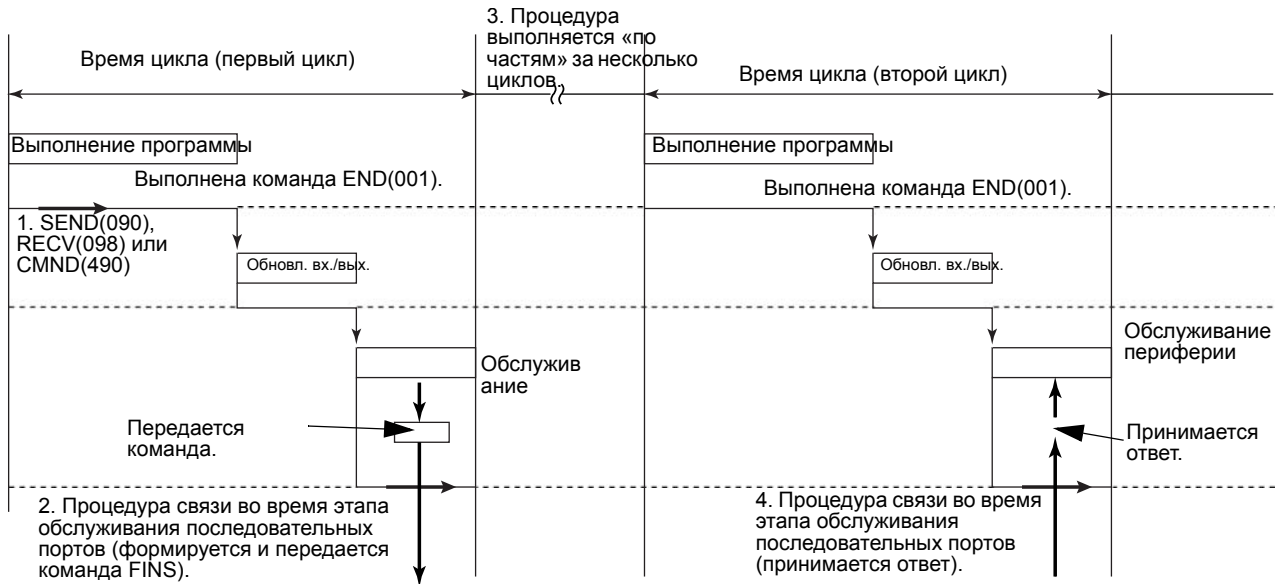 3. Процедура
выполняется «по
частям» за несколько
циклов.
Время цикла (первый цикл)
Время цикла (второй цикл)
Выполнение программы
Выполнение программы
Выполнена команда END(001).
Выполнена команда END(001).
1. SEND(090),
RECV(098) или
CMND(490)
Обновл. вх./вых.
Обновл. вх./вых.
Обслужив
ание
Обслуживание
периферии
Передается
команда.
Принимается
ответ.
2. Процедура связи во время этапа
обслуживания последовательных
портов (формируется и передается
команда FINS).
4. Процедура связи во время
этапа обслуживания
последовательных портов
(принимается ответ).